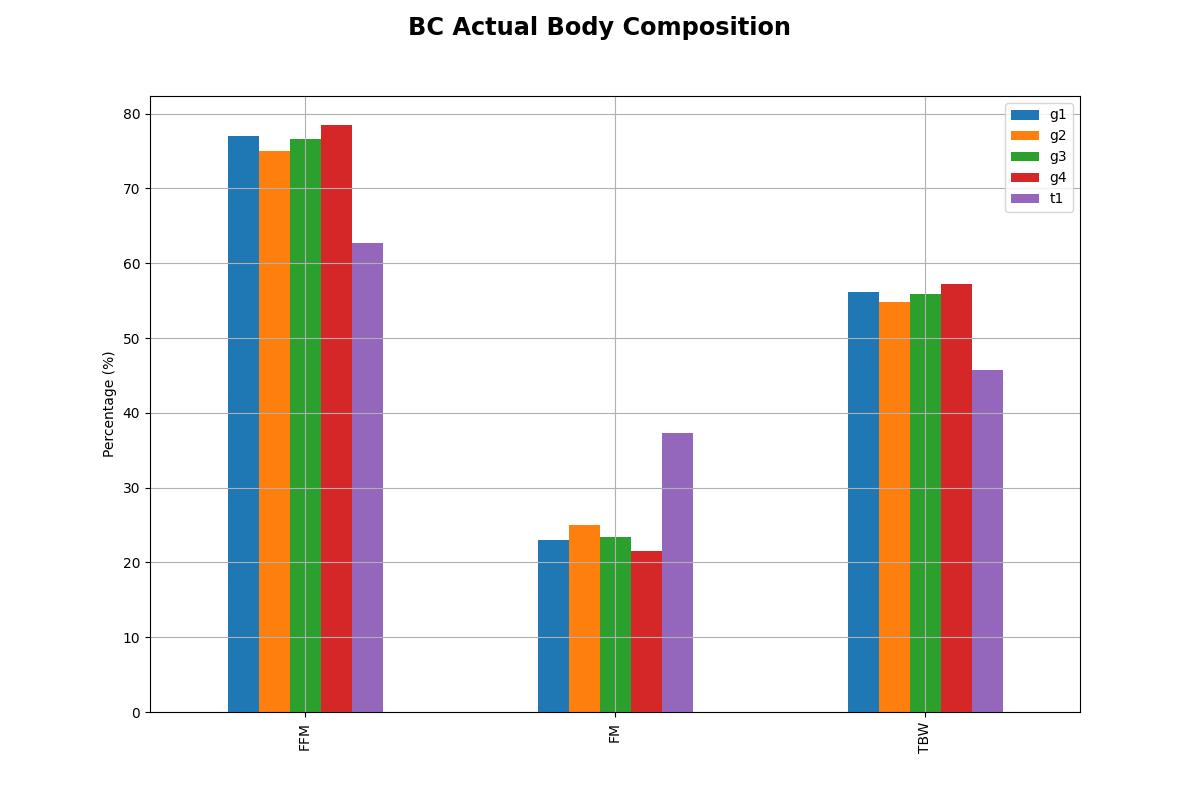 BC Actual Body Composition
g1
g2
g3
g4
t1
80
70
60
50
40
30
20
10
0
Percentage (%)
FFM
FM
TBW